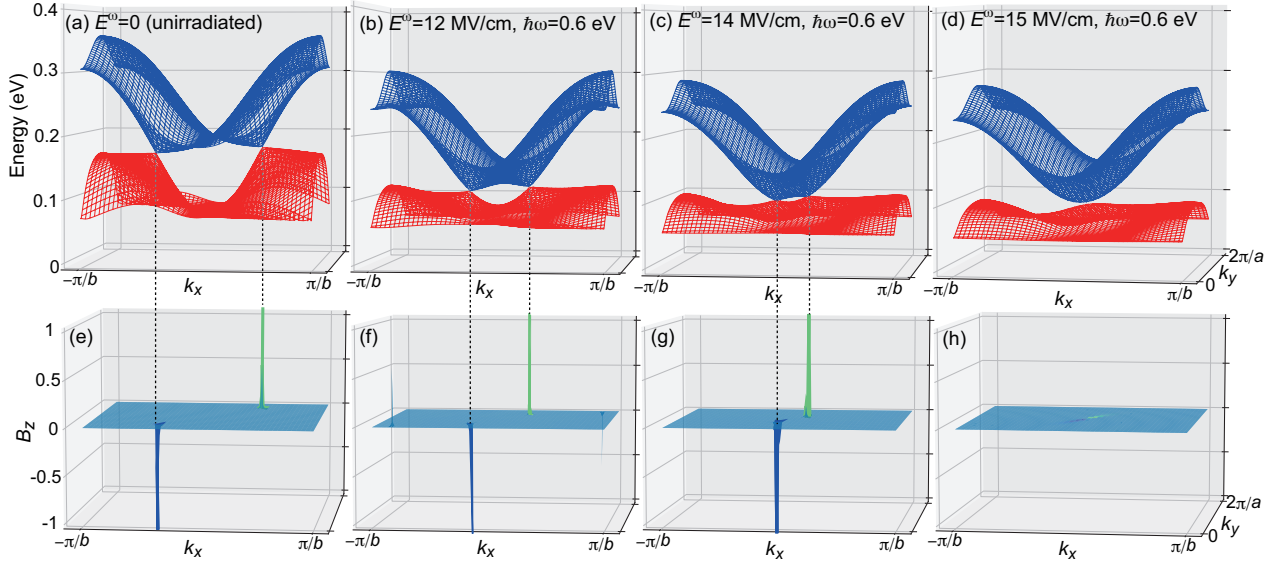 (a) E^ω=0 (unirradiated)
(b) E^ω=12 MV/cm, ℏω=0.6 eV
(c) E^ω=14 MV/cm, ℏω=0.6 eV
(d) E^ω=15 MV/cm, ℏω=0.6 eV
Energy (eV)
0.4
0.3
0.2
0.1
0
−π/b
k_x
π/b
−π/b
k_x
π/b
−π/b
k_x
π/b
−π/b
k_x
π/b
0
k_y
2π/a
(e)
(f)
(g)
(h)
B_z
1
0.5
0
-0.5
-1
−π/b
k_x
π/b
−π/b
k_x
π/b
−π/b
k_x
π/b
−π/b
k_x
π/b
0
k_y
2π/a